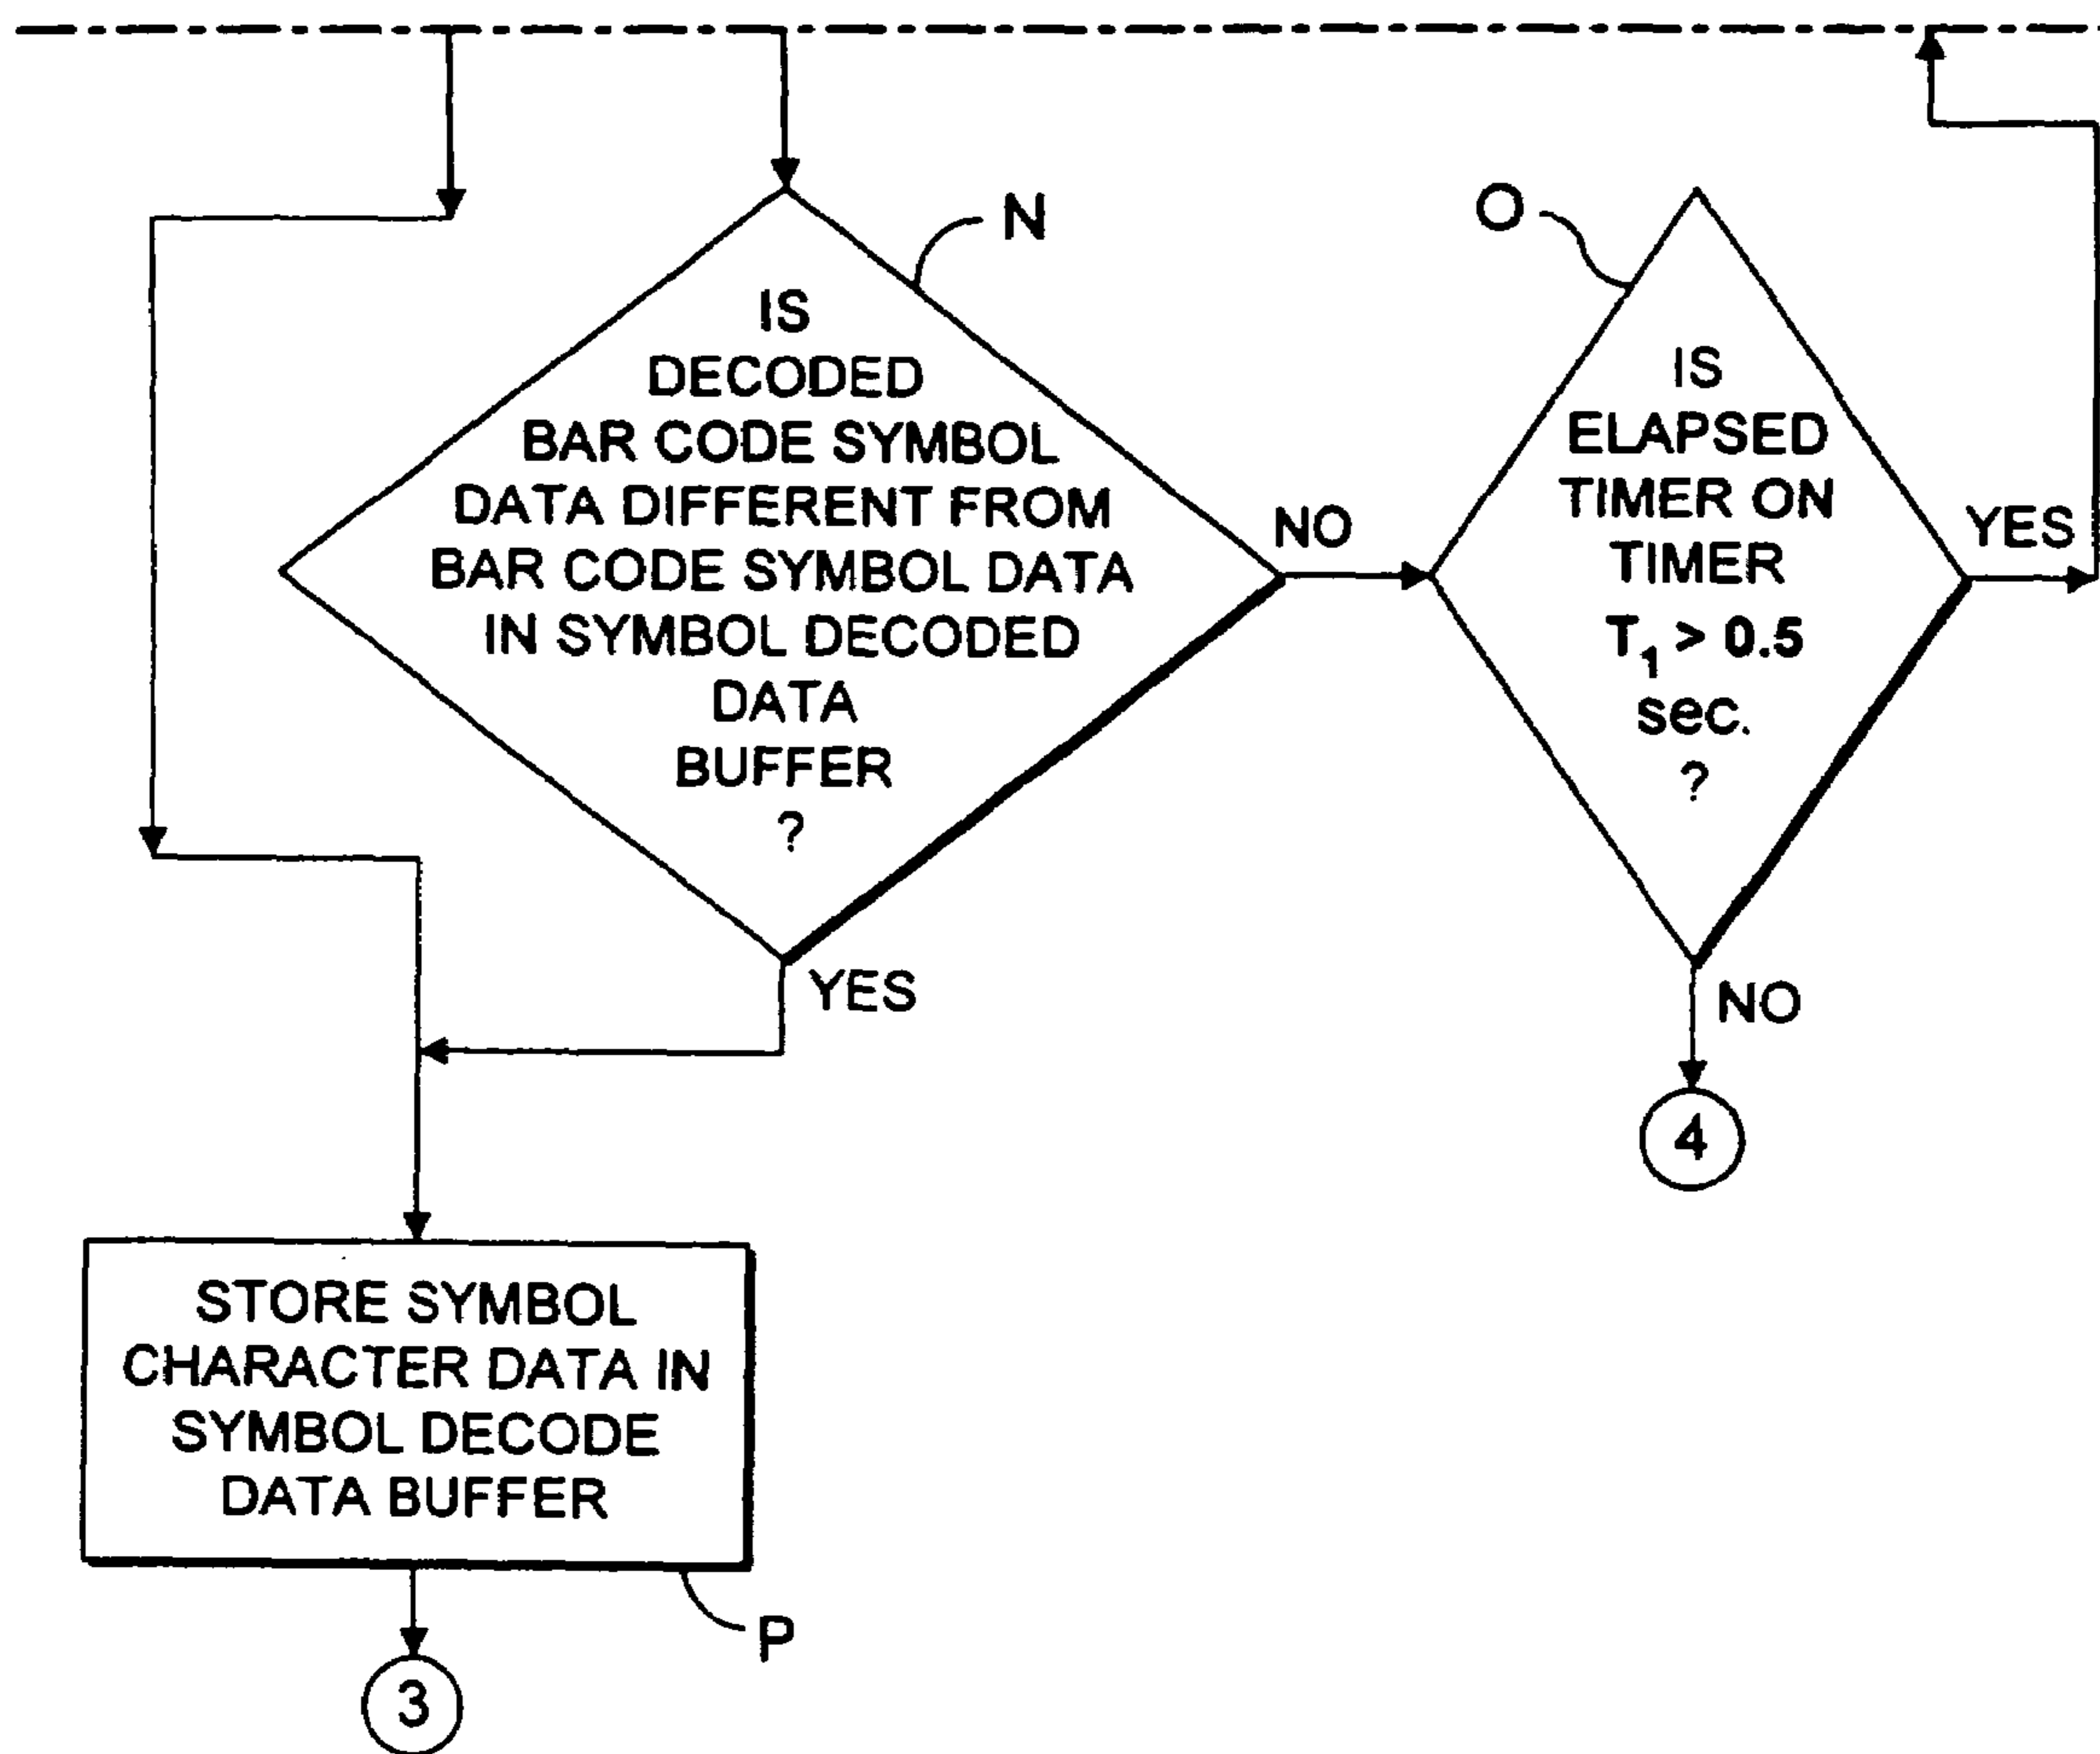 N
IS
DECODED
BAR CODE SYMBOL
DATA DIFFERENT FROM
BAR CODE SYMBOL DATA
IN SYMBOL DECODED
DATA
BUFFER
?
NO
YES
O
IS
ELAPSED
TIMER ON
TIMER
T₁ > 0.5
sec.
?
YES
NO
4
STORE SYMBOL
CHARACTER DATA IN
SYMBOL DECODE
DATA BUFFER
P
3